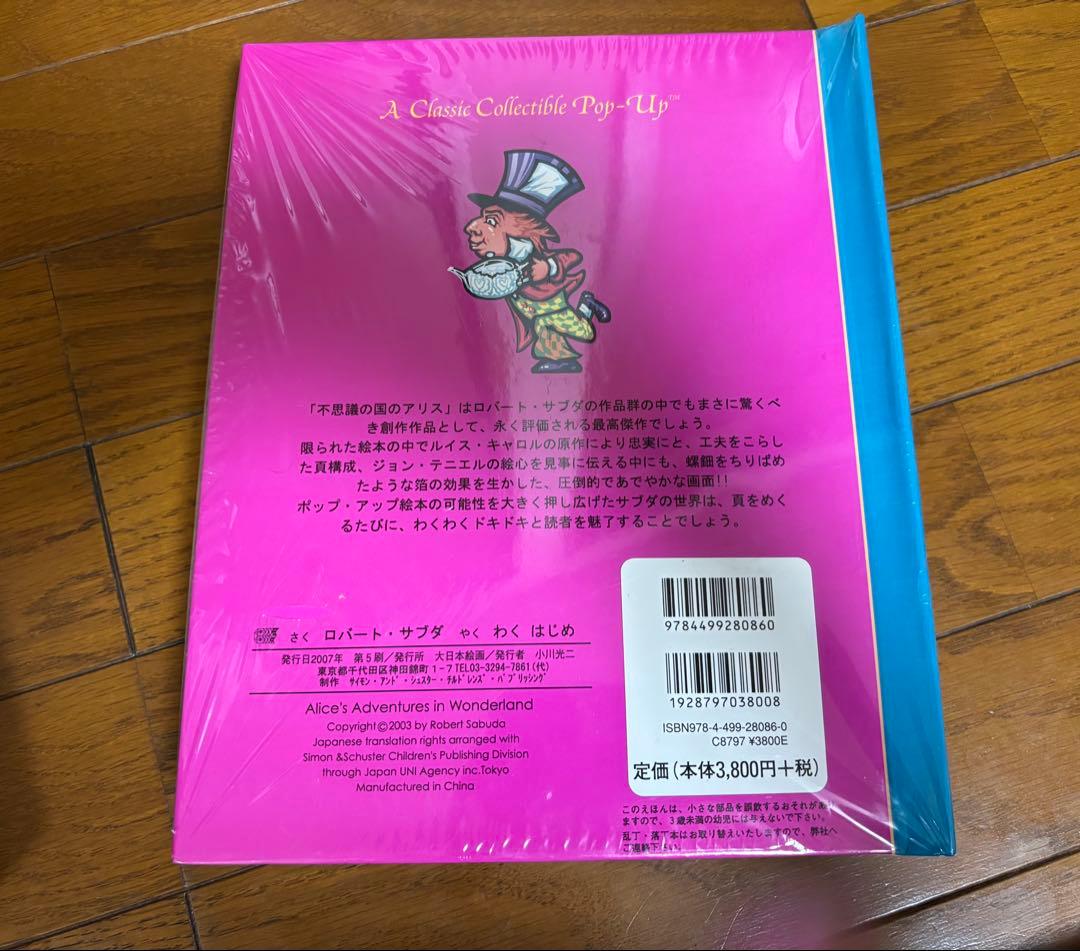 A Classic Collectible Pop-Up™
「不思議の国のアリス」はロバート・サブダの作品群の中でもまさに驚くべ
き創作作品として、永く評価される最高傑作でしょう。
限られた絵本の中でルイス・キャロルの原作により忠実にと、工夫をこらし
た頁構成、ジョン・テニエルの絵心を見事に伝える中にも、螺鈿をちりばめ
たような箔の効果を生かした、圧倒的であでやかな画面!!
ポップ・アップ絵本の可能性を大きく押し広げたサブダの世界は、頁をめく
るたびに、わくわくドキドキと読者を魅了することでしょう。
さく ロバート・サブダ やく わく はじめ
発行日2007年 第5刷/発行所 大日本絵画/発行者 小川光二
東京都千代田区神田錦町1-7 TEL03-3294-7861(代)
制作 サイモン・アンド・シュスター・チルドレンズ・パブリッシング
Alice's Adventures in Wonderland
Copyright©2003 by Robert Sabuda
Japanese translation rights arranged with
Simon &Schuster Children's Publishing Division
through Japan UNI Agency inc.Tokyo
Manufactured in China
9784499280860
1928797038008
ISBN978-4-499-28086-0
C8797 ¥3800E
定価(本体3,800円+税)
このえほんは、小さな部品を誤飲するおそれがあり
ますので、3歳未満の幼児には与えないで下さい。
乱丁・落丁本はお取り替えいたしますので、弊社へ
ご連絡下さい。